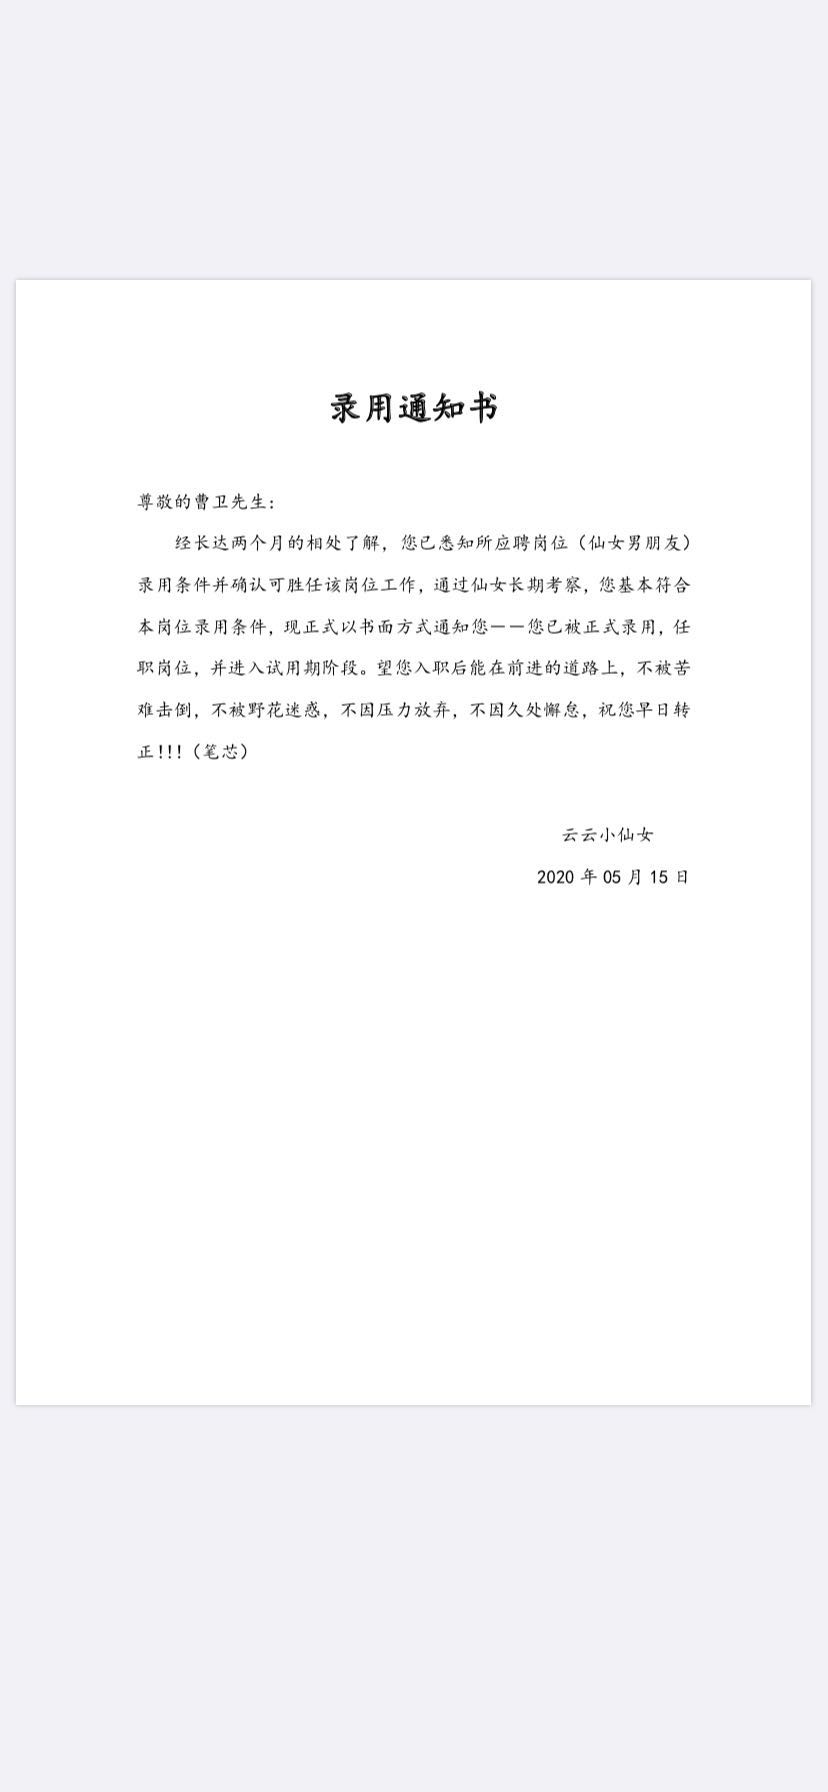 录用通知书
尊敬的曹卫先生：
经长达两个月的相处了解，您已悉知所应聘岗位（仙女男朋友）
录用条件并确认可胜任该岗位工作，通过仙女长期考察，您基本符合
本岗位录用条件，现正式以书面方式通知您——您已被正式录用，任
职岗位，并进入试用期阶段。望您入职后能在前进的道路上，不被苦
难击倒，不被野花迷惑，不因压力放弃，不因久处懈怠，祝您早日转
正!!!（笔芯）
云云小仙女
2020 年 05 月 15 日